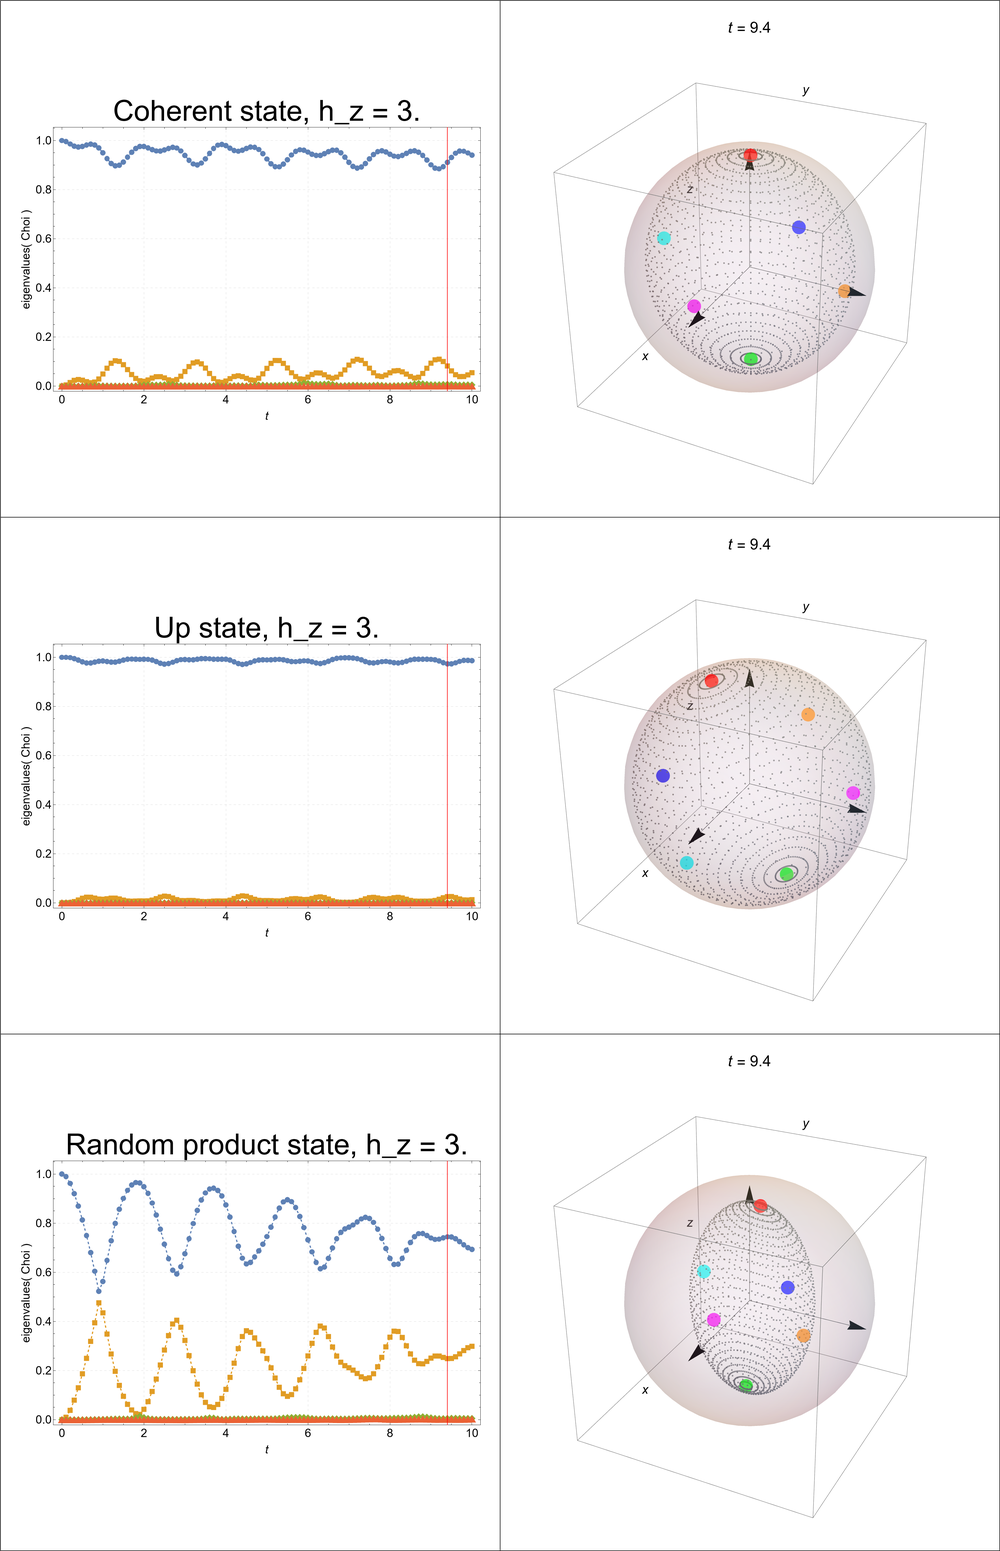 Coherent state, h_z = 3.
eigenvalues( Choi )
1.0
0.8
0.6
0.4
0.2
0.0
0 2 4 6 8 10
t
t = 9.4
y
z
x
Up state, h_z = 3.
eigenvalues( Choi )
1.0
0.8
0.6
0.4
0.2
0.0
0 2 4 6 8 10
t
t = 9.4
y
z
x
Random product state, h_z = 3.
eigenvalues( Choi )
1.0
0.8
0.6
0.4
0.2
0.0
0 2 4 6 8 10
t
t = 9.4
y
z
x